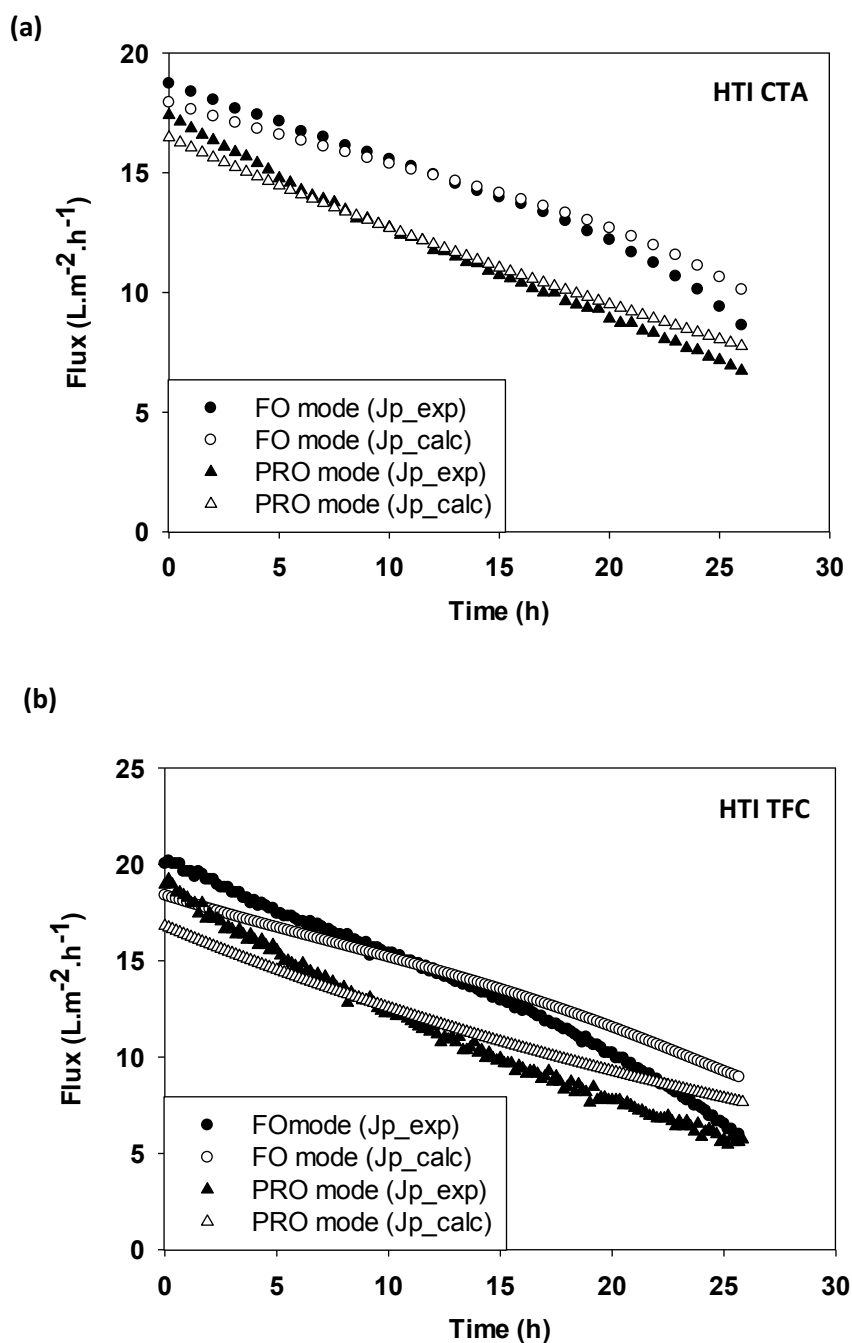 (a)
20
HTI CTA
15
10
Flux (L.m-2.h-1)
5
FO mode (Jp_exp)
FO mode (Jp_calc)
PRO mode (Jp_exp)
PRO mode (Jp_calc)
0
0 5 10 15 20 25 30
Time (h)
(b)
25
HTI TFC
20
15
Flux (L.m-2.h-1)
10
5
FOmode (Jp_exp)
FO mode (Jp_calc)
PRO mode (Jp_exp)
PRO mode (Jp_calc)
0
0 5 10 15 20 25 30
Time (h)